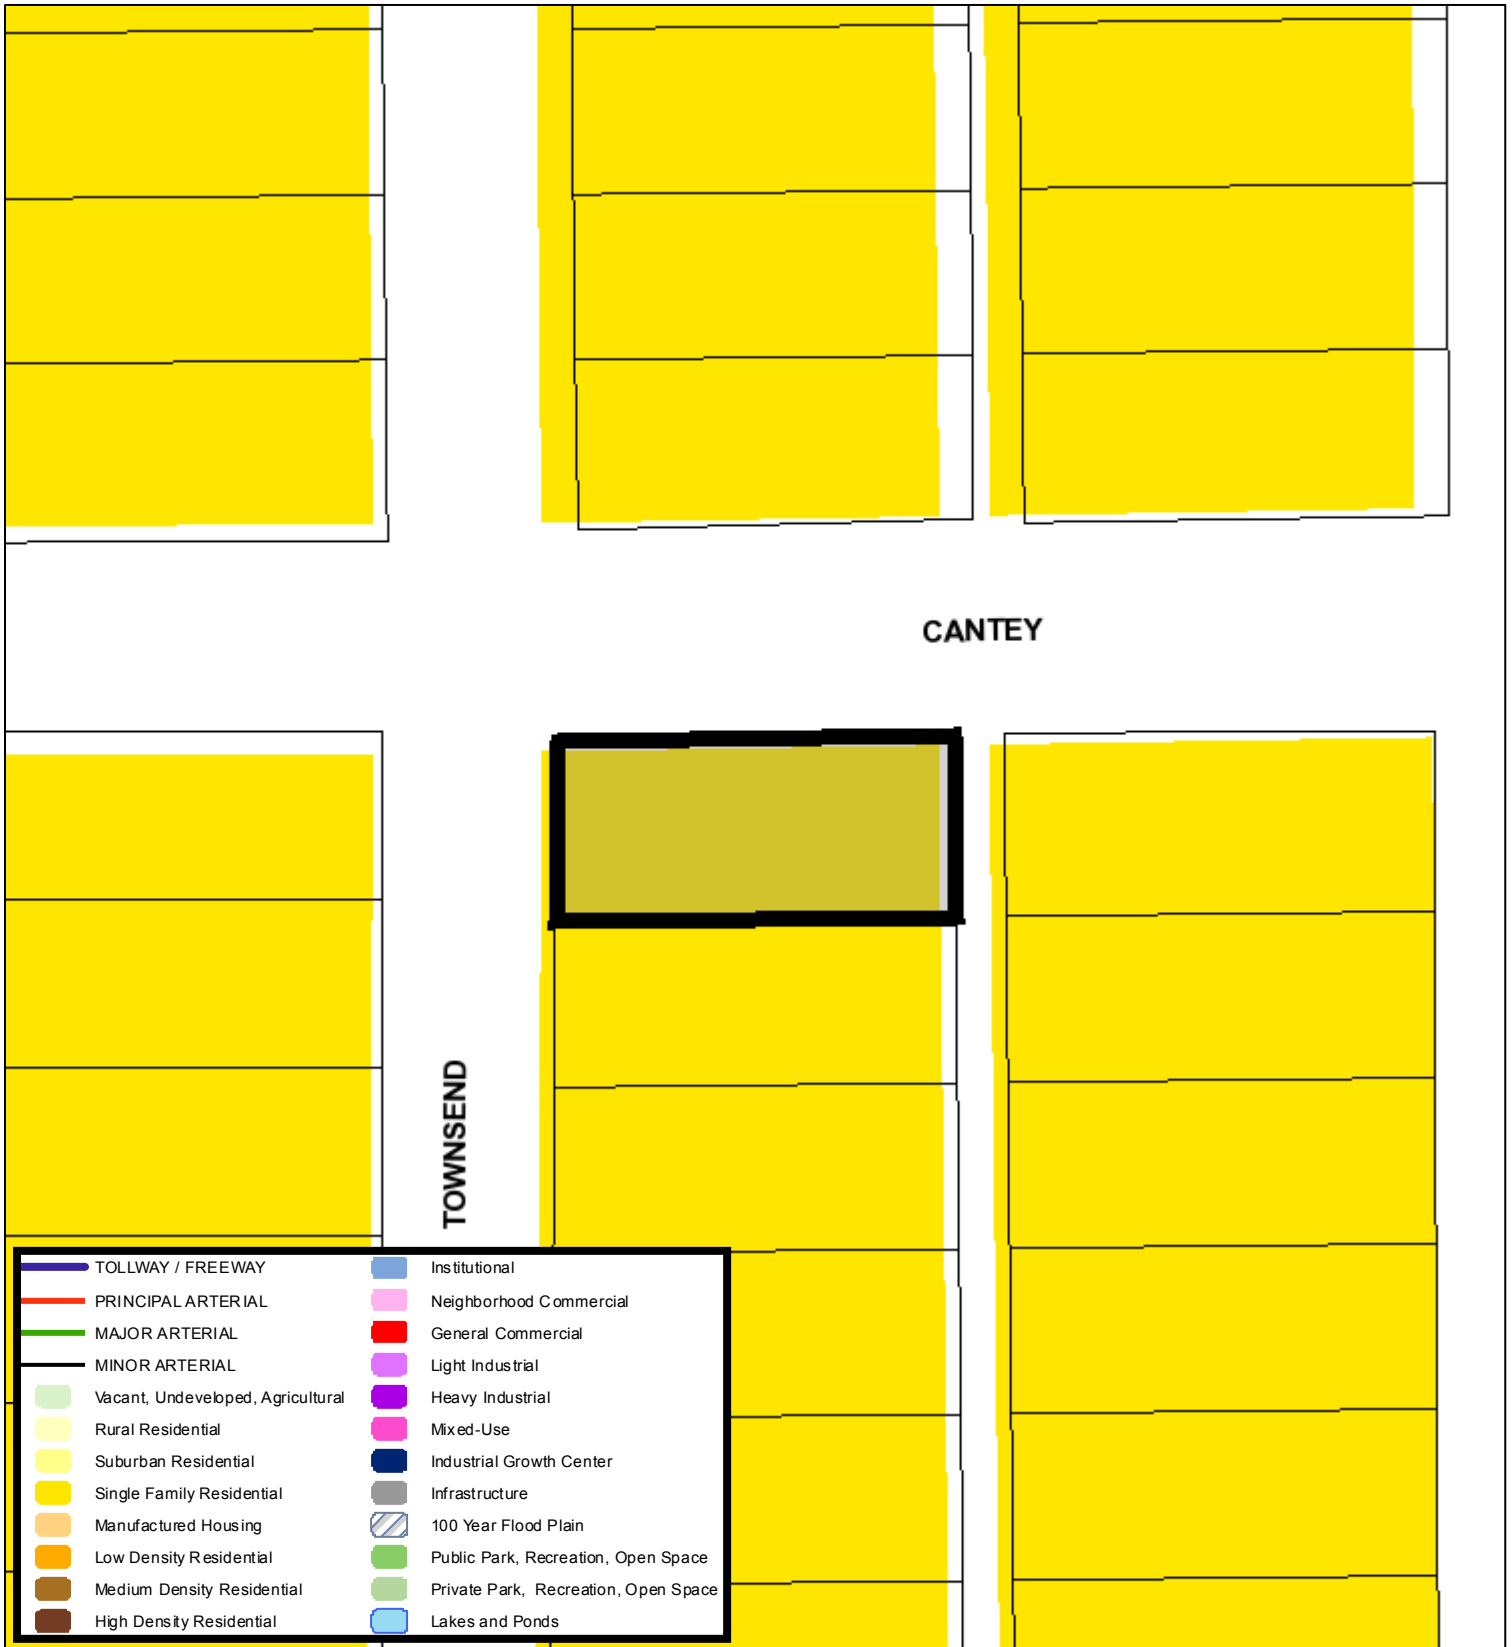 CANTEY
TOWNSEND
TOLLWAY / FREEWAY
PRINCIPAL ARTERIAL
MAJOR ARTERIAL
MINOR ARTERIAL
Vacant, Undeveloped, Agricultural
Rural Residential
Suburban Residential
Single Family Residential
Manufactured Housing
Low Density Residential
Medium Density Residential
High Density Residential
Institutional
Neighborhood Commercial
General Commercial
Light Industrial
Heavy Industrial
Mixed-Use
Industrial Growth Center
Infrastructure
100 Year Flood Plain
Public Park, Recreation, Open Space
Private Park, Recreation, Open Space
Lakes and Ponds